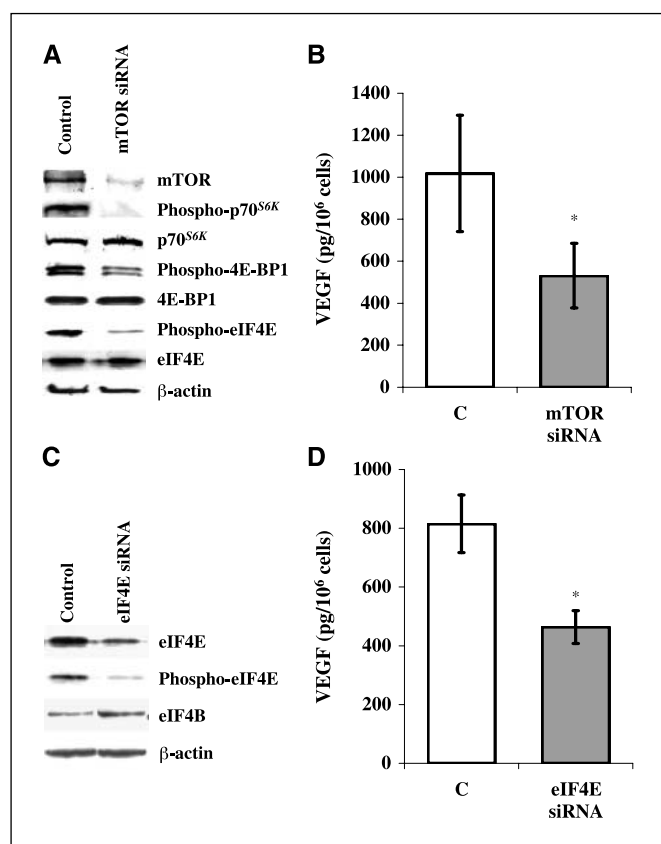 A
Control
mTOR siRNA
mTOR
Phospho-p70S6K
p70S6K
Phospho-4E-BP1
4E-BP1
Phospho-eIF4E
eIF4E
β-actin
B
VEGF (pg/10⁶ cells)
1400
1200
1000
800
600
400
200
0
*
C
mTOR
siRNA
C
Control
eIF4E siRNA
eIF4E
Phospho-eIF4E
eIF4B
β-actin
D
VEGF (pg/10⁶ cells)
1000
800
600
400
200
0
*
C
eIF4E
siRNA